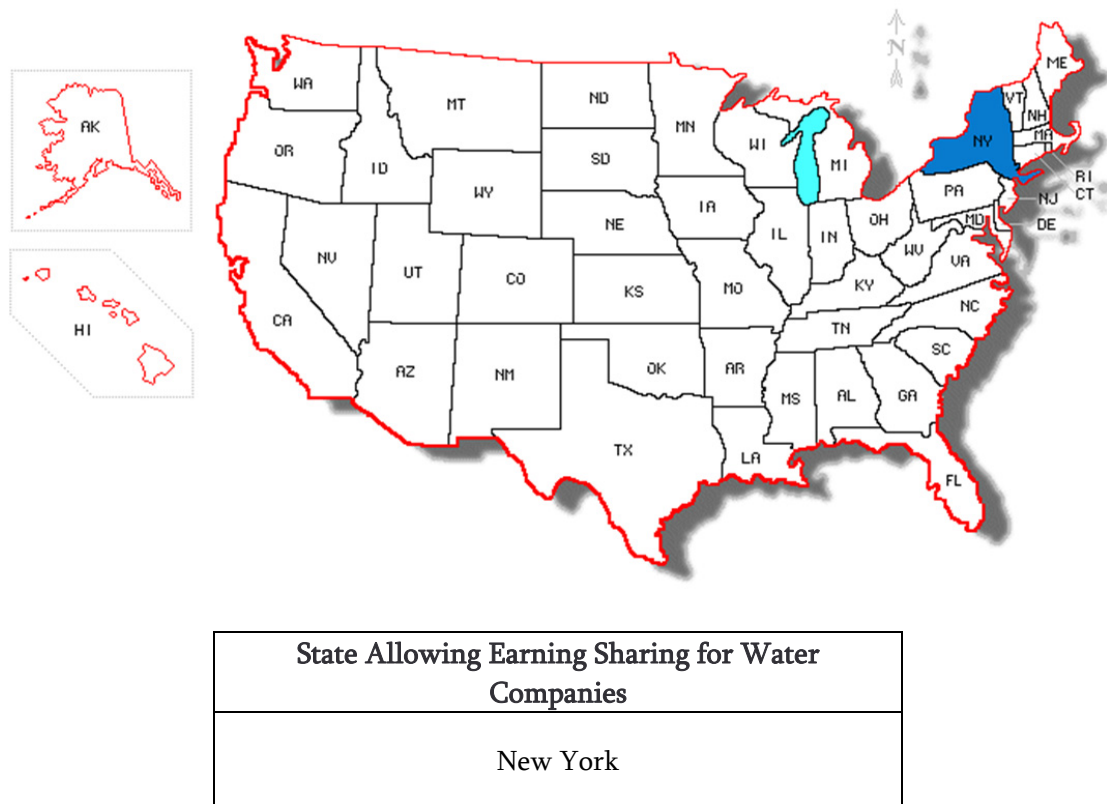 N
ME
WA
VT
MT
ND
NH
AK
MN
MA
OR
WI
NY
SD
ID
MI
RI
WY
PA
CT
NJ
IA
OH
MD
NE
DE
IL
IN
WV
NV
VA
UT
CO
KY
KS
MO
NC
CA
HI
TN
SC
OK
AR
AZ
NM
GA
MS
AL
TX
LA
FL
State Allowing Earning Sharing for Water
Companies
New York